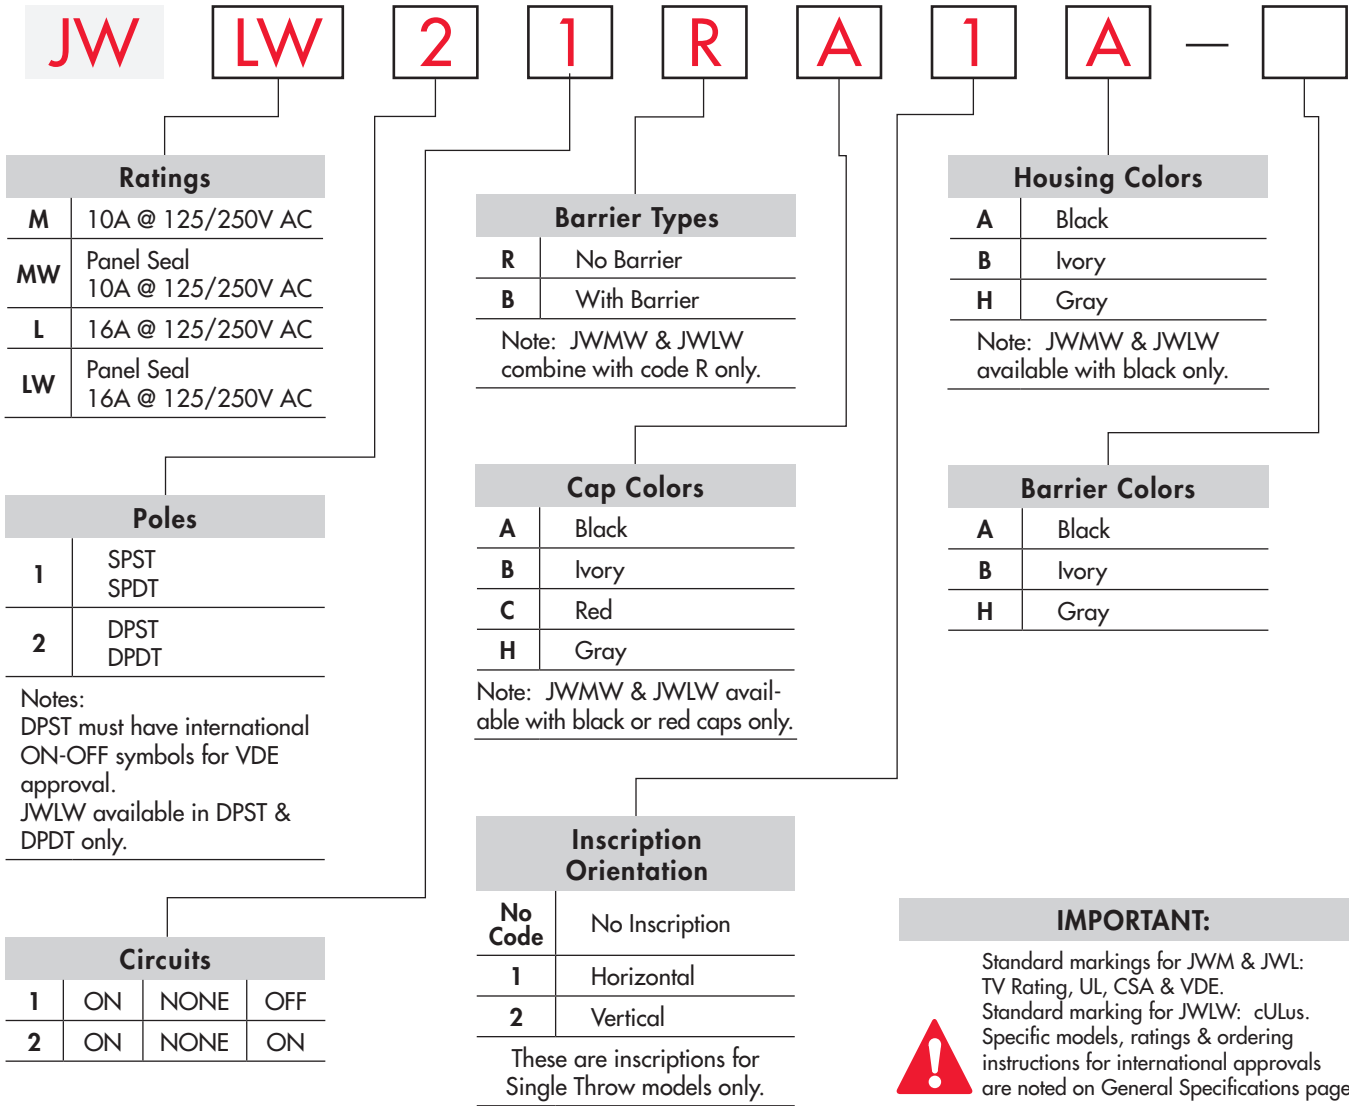 JW LW 2 1 R A 1 A —
Ratings
M 10A @ 125/250V AC
MW Panel Seal
10A @ 125/250V AC
L 16A @ 125/250V AC
LW Panel Seal
16A @ 125/250V AC
Poles
1 SPST
SPDT
2 DPST
DPDT
Notes:
DPST must have international
ON-OFF symbols for VDE
approval.
JWLW available in DPST &
DPDT only.
Circuits
1 ON NONE OFF
2 ON NONE ON
Barrier Types
R No Barrier
B With Barrier
Note: JWMW & JWLW
combine with code R only.
Cap Colors
A Black
B Ivory
C Red
H Gray
Note: JWMW & JWLW avail-
able with black or red caps only.
Inscription
Orientation
No
Code No Inscription
1 Horizontal
2 Vertical
These are inscriptions for
Single Throw models only.
Housing Colors
A Black
B Ivory
H Gray
Note: JWMW & JWLW
available with black only.
Barrier Colors
A Black
B Ivory
H Gray
IMPORTANT:
Standard markings for JWM & JWL:
TV Rating, UL, CSA & VDE.
Standard marking for JWLW: cULus.
Specific models, ratings & ordering
instructions for international approvals
are noted on General Specifications page